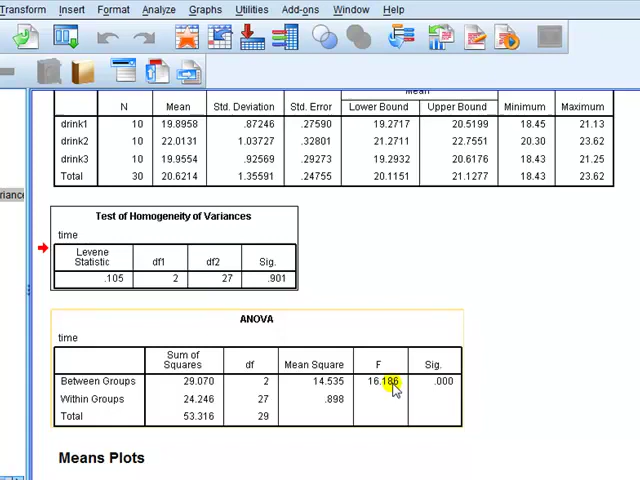 Transform Insert Format Analyze Graphs Utilities Add-ons Window Help
N Mean Std. Deviation Std. Error Lower Bound Upper Bound Minimum Maximum
drink1 10 19.8958 .87246 .27590 19.2717 20.5199 18.45 21.13
drink2 10 22.0131 1.03727 .32801 21.2711 22.7551 20.30 23.62
drink3 10 19.9554 .92569 .29273 19.2932 20.6176 18.43 21.25
Total 30 20.6214 1.35591 .24755 20.1151 21.1277 18.43 23.62
Test of Homogeneity of Variances
time
Levene
Statistic df1 df2 Sig.
.105 2 27 .901
ANOVA
time
Sum of
Squares df Mean Square F Sig.
Between Groups 29.070 2 14.535 16.186 .000
Within Groups 24.246 27 .898
Total 53.316 29
Means Plots